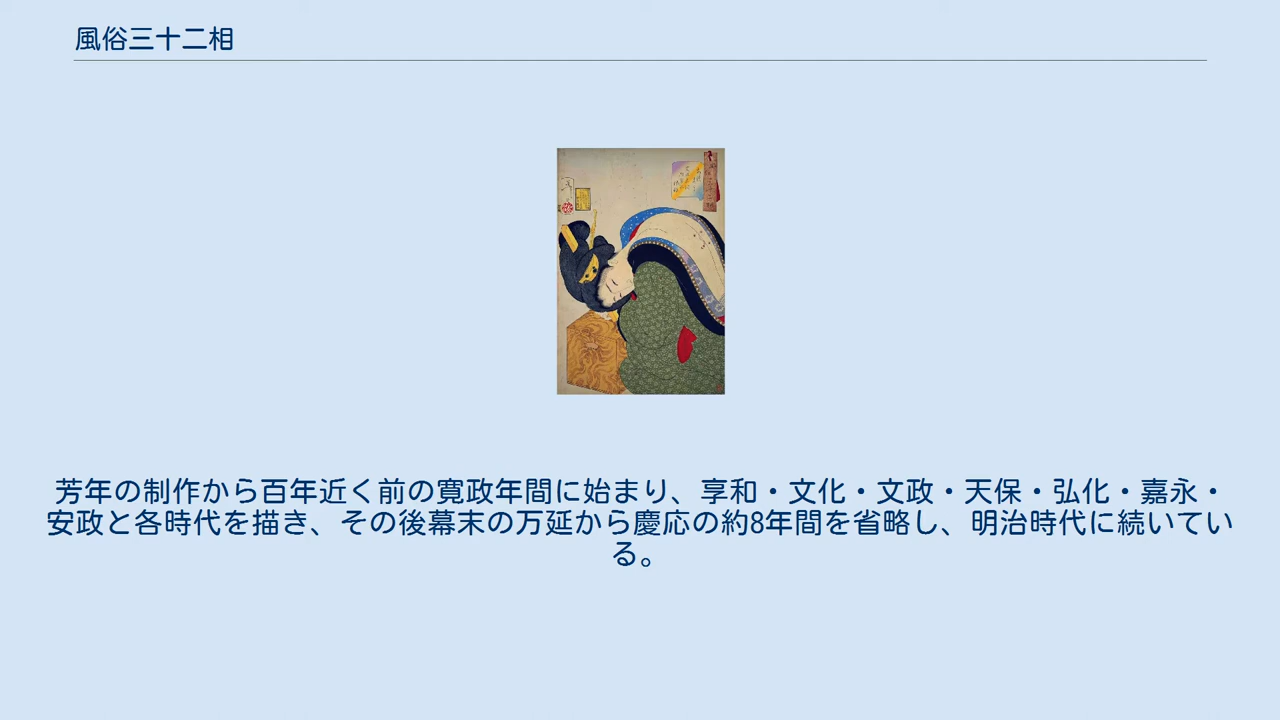 風俗三十二相
芳年の制作から百年近く前の寛政年間に始まり、享和・文化・文政・天保・弘化・嘉永・
安政と各時代を描き、その後幕末の万延から慶応の約8年間を省略し、明治時代に続いてい
る。